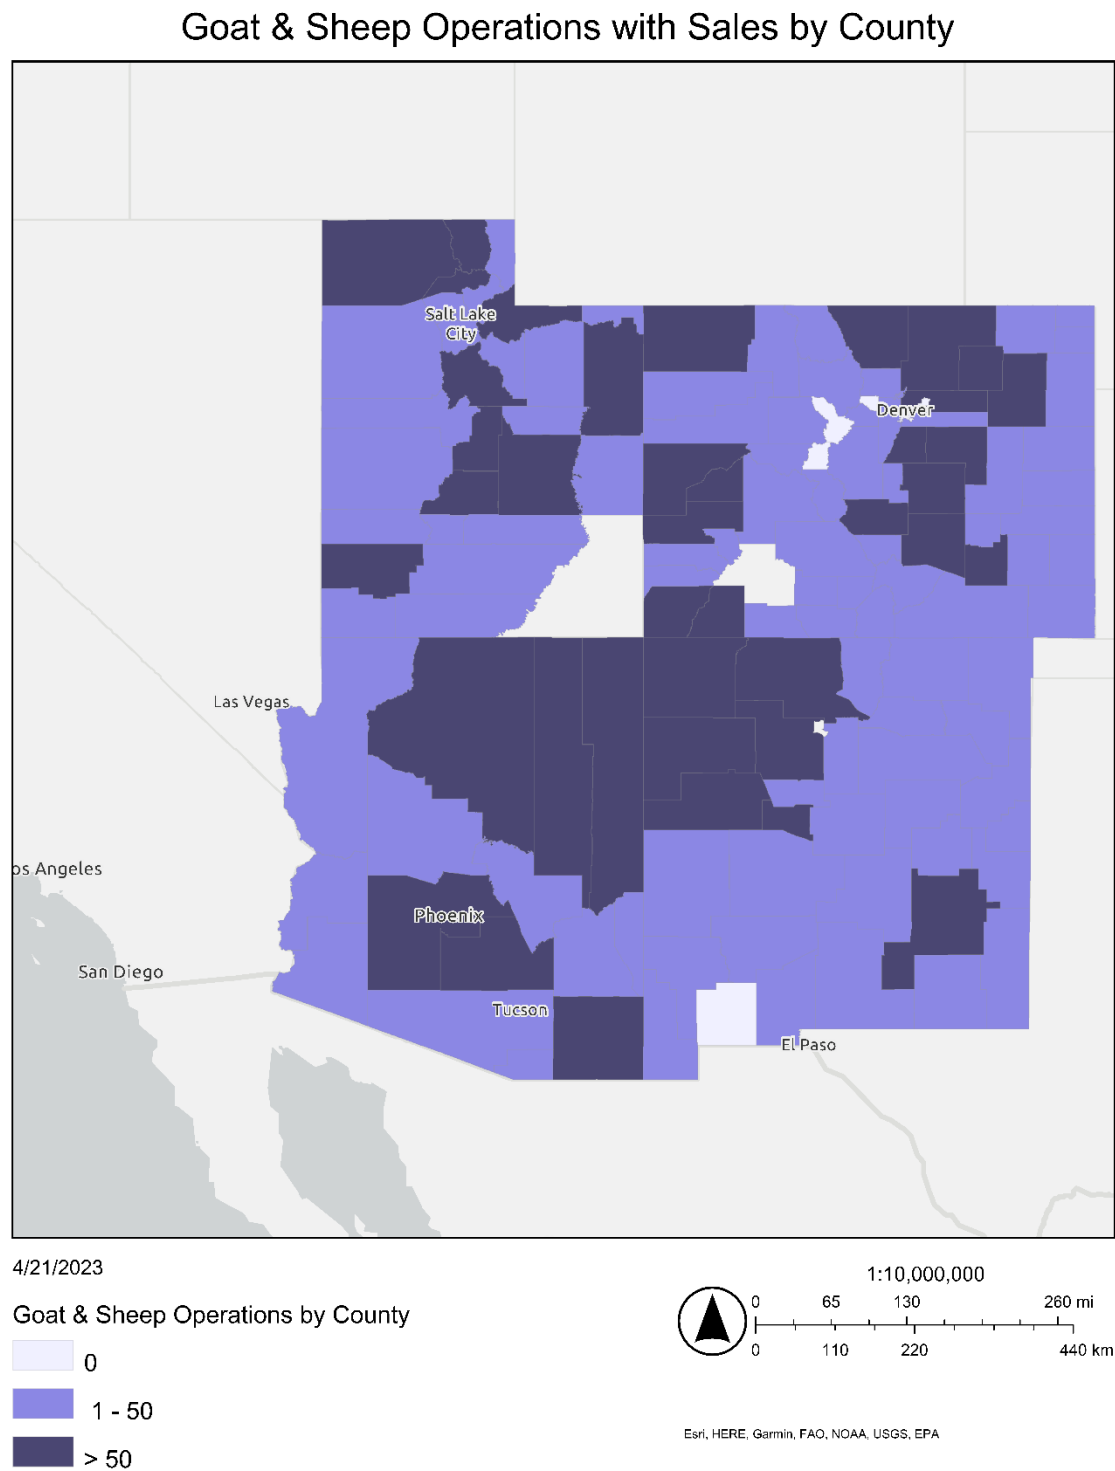 Goat & Sheep Operations with Sales by County
Salt Lake
City
Denver
Las Vegas
os Angeles
Phoenix
San Diego
Tucson
El Paso
4/21/2023
1:10,000,000
Goat & Sheep Operations by County
0 65 130 260 mi
0 110 220 440 km
0
1 - 50
> 50
Esri, HERE, Garmin, FAO, NOAA, USGS, EPA